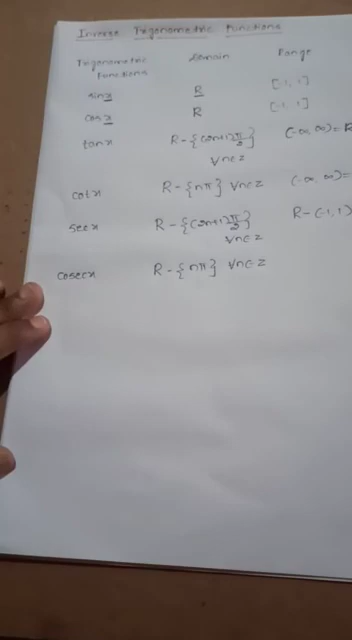 Inverse Trigonometric Functions
Trigonometric Functions Domain Range
sinx R [-1, 1]
cosx R [-1, 1]
tanx R - {(2n+1)π/2} (-∞, ∞) = R
∀n∈Z
cotx R - {nπ} ∀n∈Z (-∞, ∞) =
secx R - {(2n+1)π/2} R - (-1, 1)
∀n∈Z
cosecx R - {nπ} ∀n∈Z